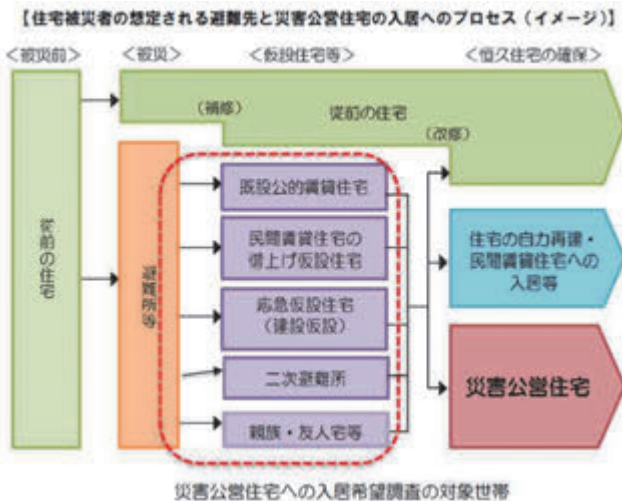 【住宅被災者の想定される避難先と災害公営住宅の入居へのプロセス(イメージ)】
<被災前>
<被災>
<仮設住宅等>
<恒久住宅の確保>
(補修)
従前の住宅
(改修)
従前の住宅
避難所等
既設公的賃貸住宅
民間賃貸住宅の
借上げ仮設住宅
応急仮設住宅
(建設仮設)
二次避難所
親族・友人宅等
住宅の自力再建・
民間賃貸住宅への
入居等
災害公営住宅
災害公営住宅への入居希望調査の対象世帯